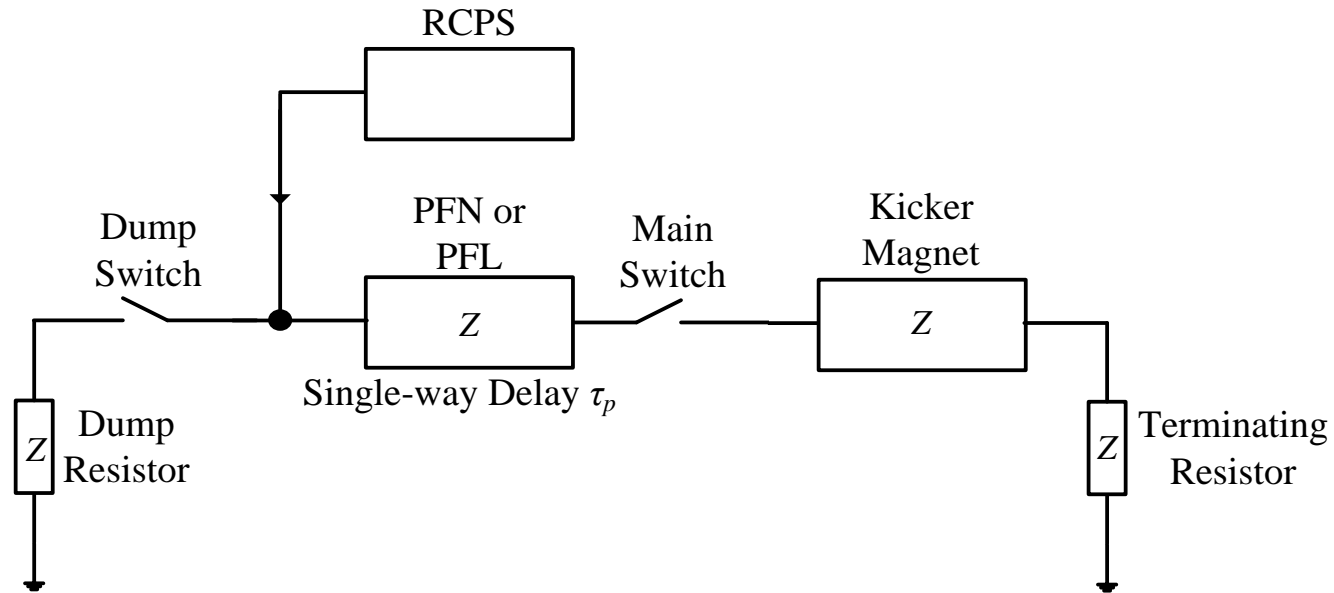 RCPS
Dump
Switch
PFN or
PFL
Main
Switch
Kicker
Magnet
Z
Z
Single-way Delay τp
Z
Dump
Resistor
Z
Terminating
Resistor